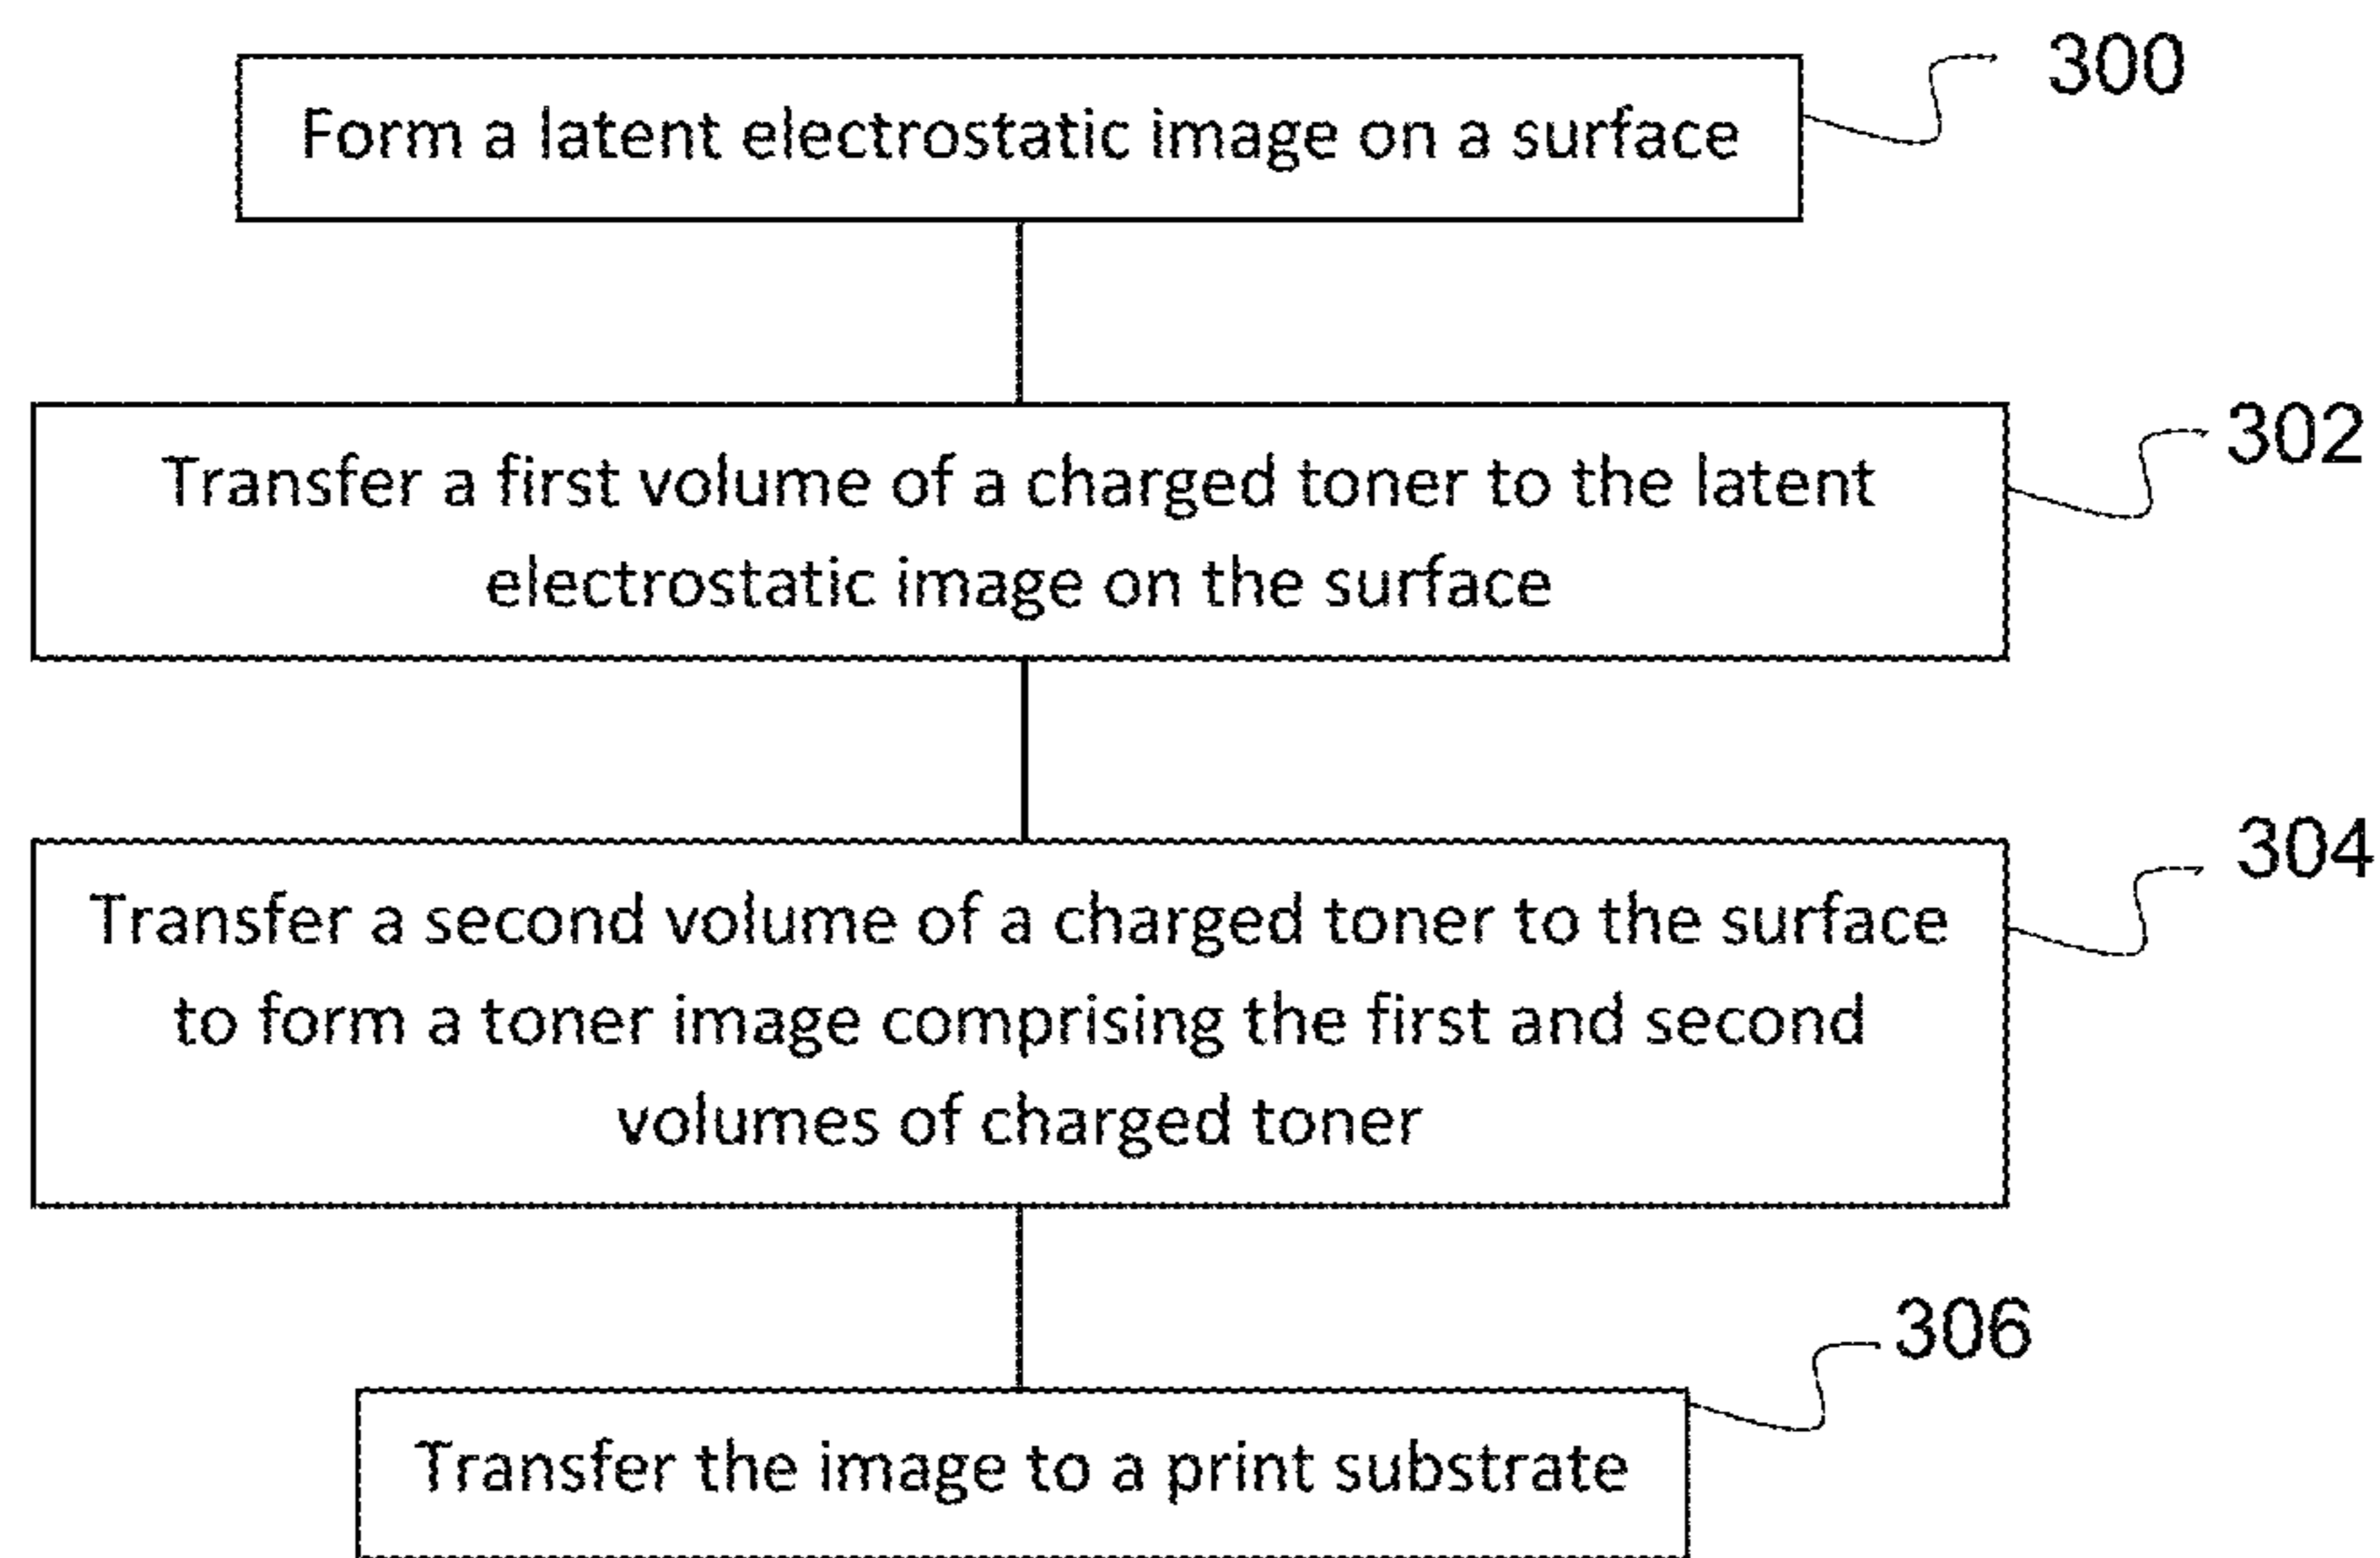 Form a latent electrostatic image on a surface
300
Transfer a first volume of a charged toner to the latent
electrostatic image on the surface
302
Transfer a second volume of a charged toner to the surface
to form a toner image comprising the first and second
volumes of charged toner
304
Transfer the image to a print substrate
306